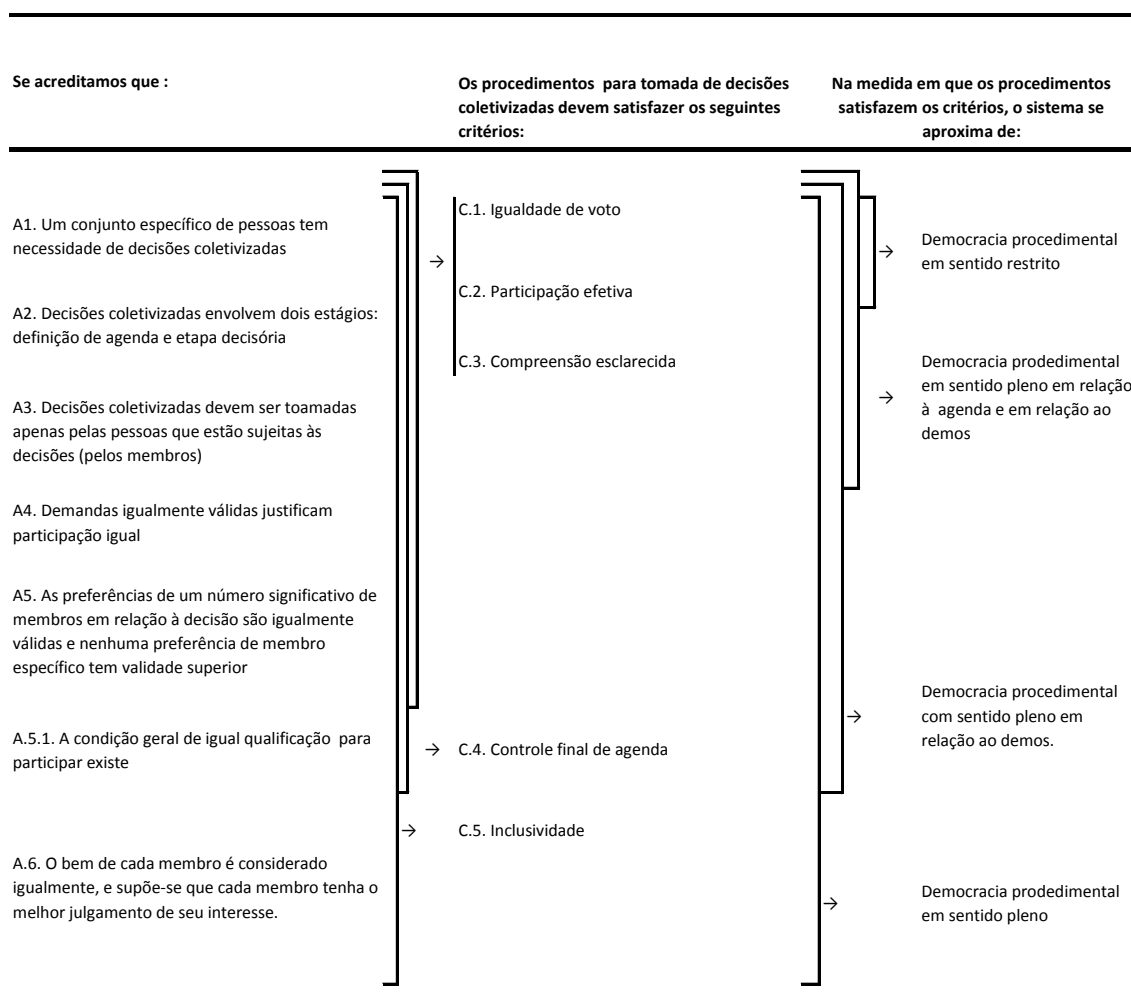 Se acreditamos que :
Os procedimentos para tomada de decisões
coletivizadas devem satisfazer os seguintes
critérios:
Na medida em que os procedimentos
satisfazem os critérios, o sistema se
aproxima de:
A1. Um conjunto específico de pessoas tem
necessidade de decisões coletivizadas
A2. Decisões coletivizadas envolvem dois estágios:
definição de agenda e etapa decisória
A3. Decisões coletivizadas devem ser toamadas
apenas pelas pessoas que estão sujeitas às
decisões (pelos membros)
A4. Demandas igualmente válidas justificam
participação igual
A5. As preferências de um número significativo de
membros em relação à decisão são igualmente
válidas e nenhuma preferência de membro
específico tem validade superior
A.5.1. A condição geral de igual qualificação para
participar existe
A.6. O bem de cada membro é considerado
igualmente, e supõe-se que cada membro tenha o
melhor julgamento de seu interesse.
→
C.1. Igualdade de voto
C.2. Participação efetiva
C.3. Compreensão esclarecida
→ C.4. Controle final de agenda
→ C.5. Inclusividade
→ Democracia procedimental
em sentido restrito
→ Democracia prodedimental
em sentido pleno em relação
à agenda e em relação ao
demos
→ Democracia procedimental
com sentido pleno em
relação ao demos.
→ Democracia prodedimental
em sentido pleno